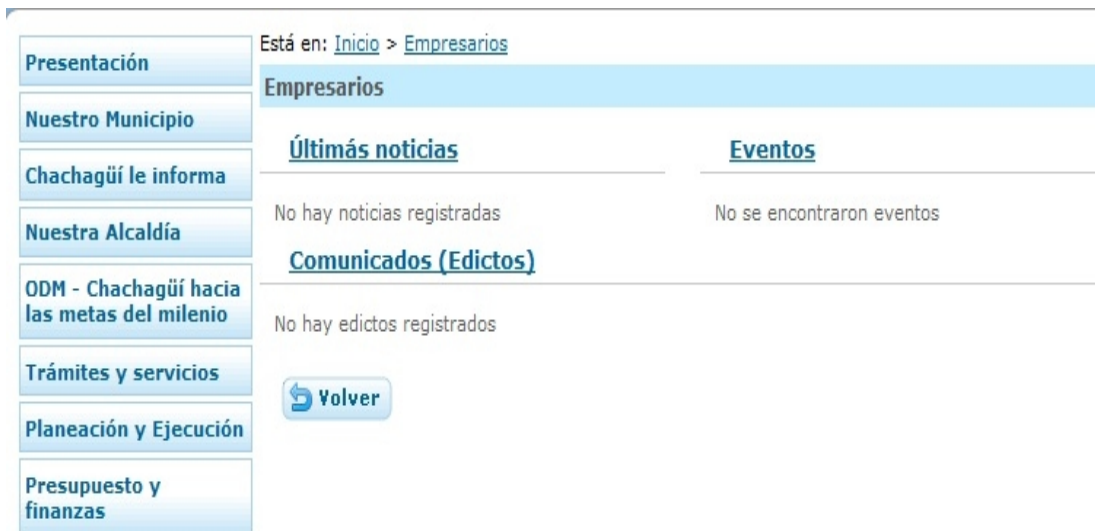 Presentación
Nuestro Municipio
Chachagüí le informa
Nuestra Alcaldía
ODM - Chachagüí hacia
las metas del milenio
Trámites y servicios
Planeación y Ejecución
Presupuesto y
finanzas
Está en: Inicio > Empresarios
Empresarios
Últimás noticias
No hay noticias registradas
Eventos
No se encontraron eventos
Comunicados (Edictos)
No hay edictos registrados
Volver